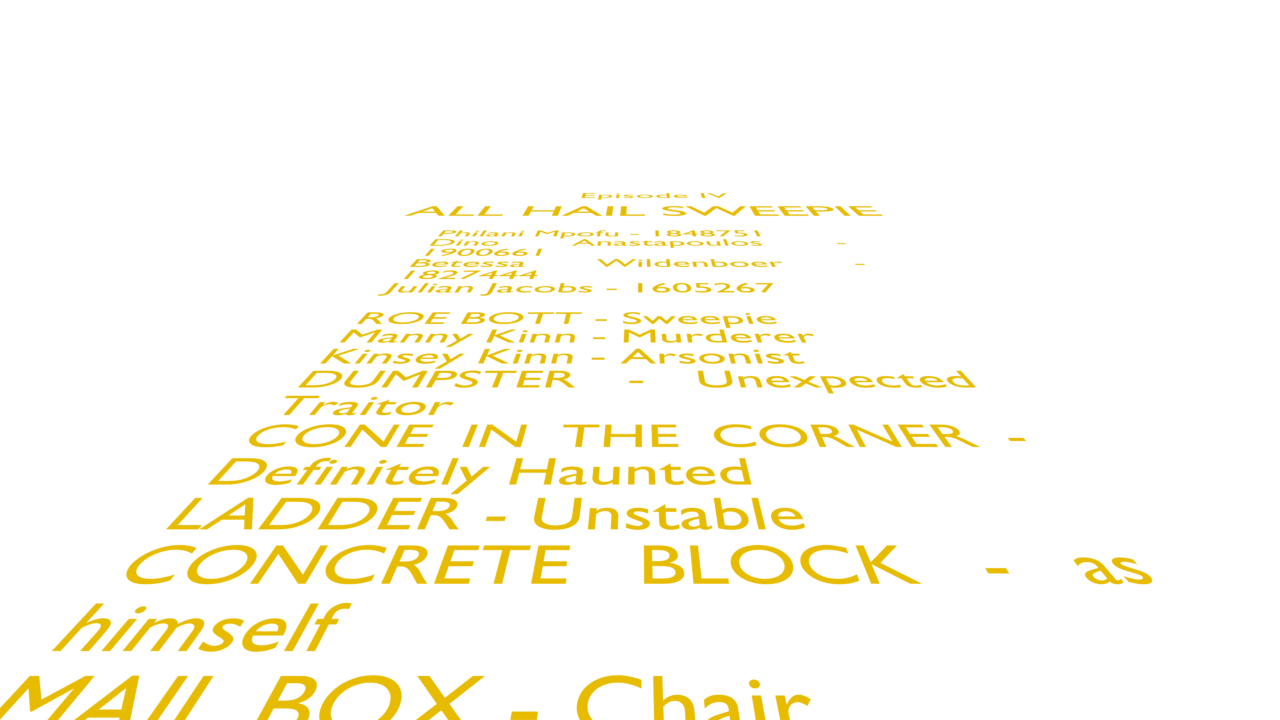 Episode IV
ALL HAIL SWEEPIE
Philani Mpofu - 1848751
Dino Anastapoulos -
1900661
Betessa Wildenboer -
1827444
Julian Jacobs - 1605267
ROE BOTT - Sweepie
Manny Kinn - Murderer
Kinsey Kinn - Arsonist
DUMPSTER - Unexpected
Traitor
CONE IN THE CORNER -
Definitely Haunted
LADDER - Unstable
CONCRETE BLOCK - as
himself
MAIL BOX - Chair